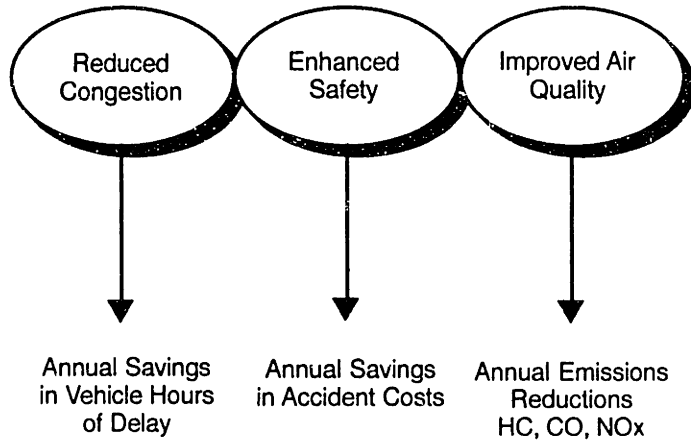 Reduced
Congestion
Enhanced
Safety
Improved Air
Quality
Annual Savings
in Vehicle Hours
of Delay
Annual Savings
in Accident Costs
Annual Emissions
Reductions
HC, CO, NOx